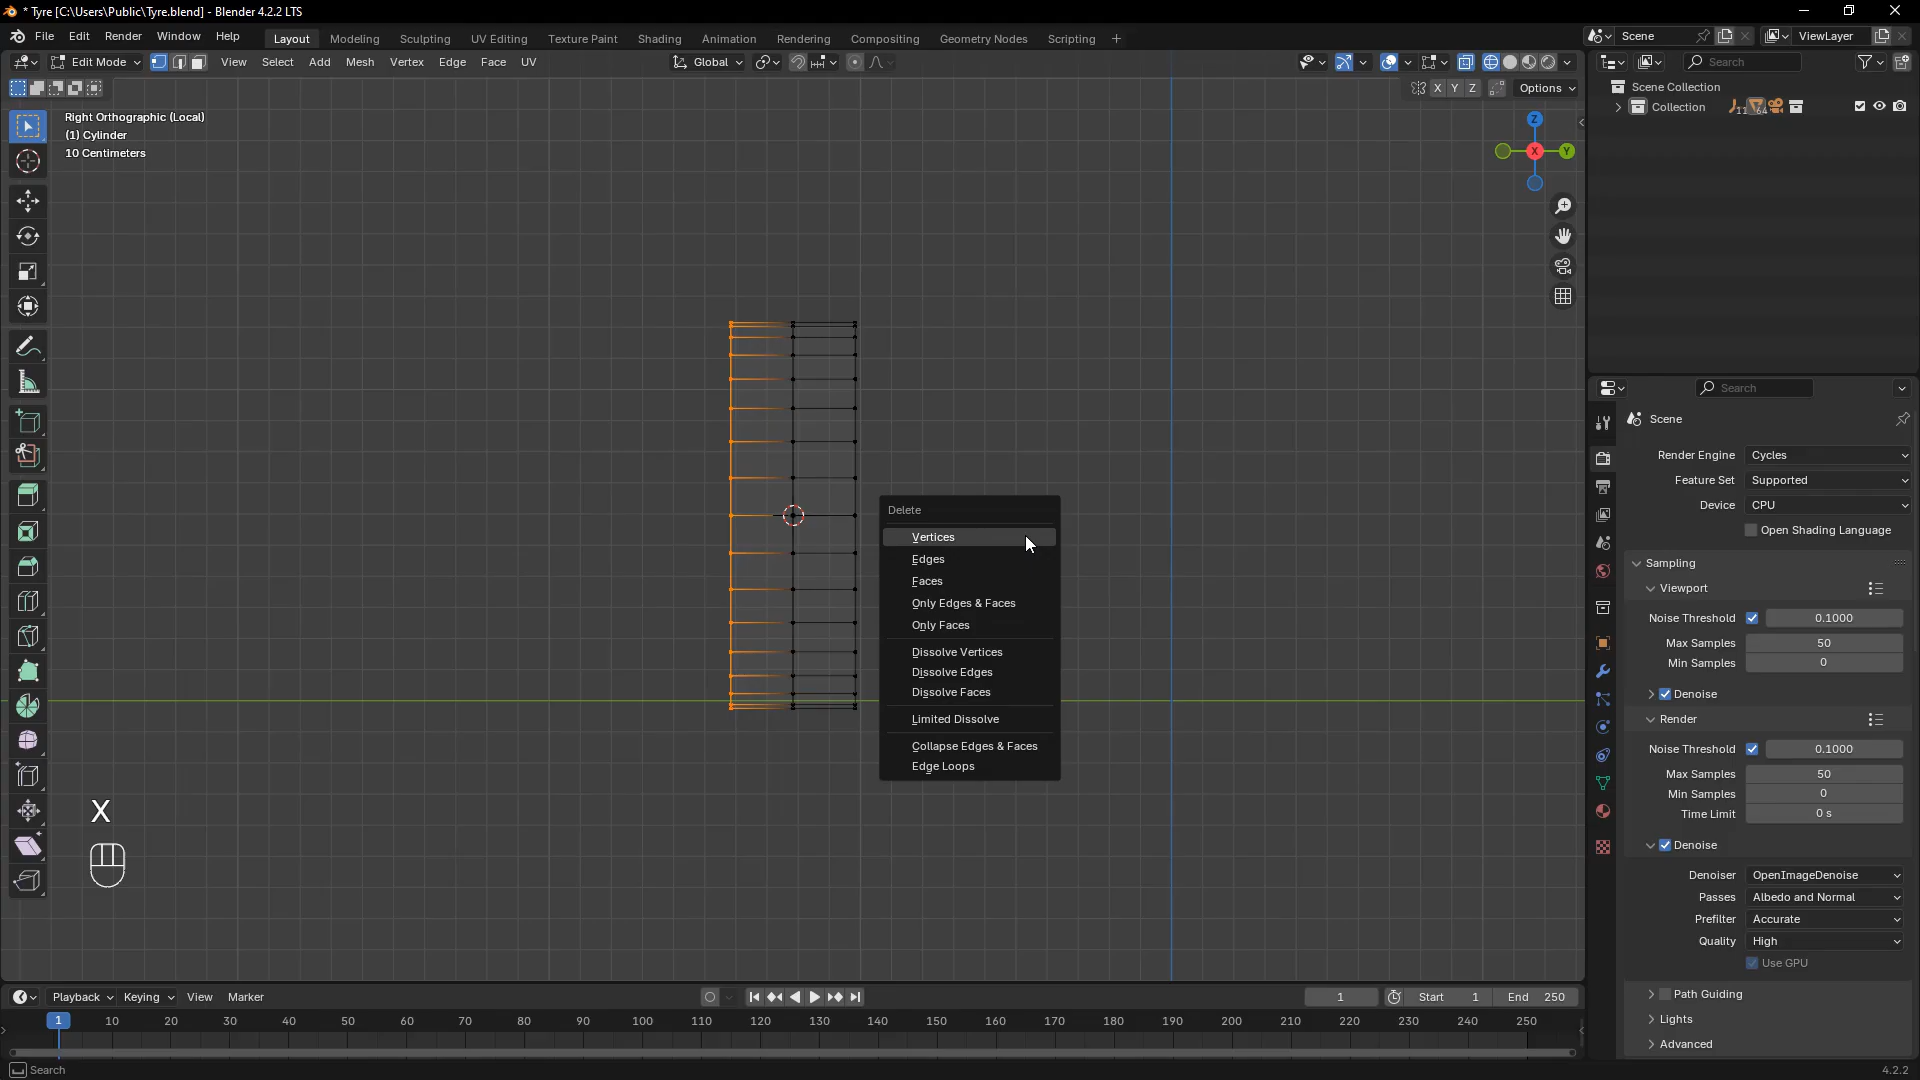 * Tyre [C:\Users\Public\Tyre.blend] - Blender 4.2.2 LTS
File Edit Render Window Help Layout Modeling Sculpting UV Editing Texture Paint Shading Animation Rendering Compositing Geometry Nodes Scripting + Scene ViewLayer
Edit Mode View Select Add Mesh Vertex Edge Face UV Global Search
X Y Z Options
Scene Collection
Collection
Right Orthographic (Local)
(1) Cylinder
10 Centimeters
Z
X
Y
Search
Scene
Render Engine Cycles
Feature Set Supported
Device CPU
Open Shading Language
Sampling
Viewport
Noise Threshold 0.1000
Max Samples 50
Min Samples 0
Denoise
Render
Noise Threshold 0.1000
Max Samples 50
Min Samples 0
Time Limit 0 s
Denoise
Denoiser OpenImageDenoise
Passes Albedo and Normal
Prefilter Accurate
Quality High
Use GPU
Path Guiding
Lights
Advanced
Delete
Vertices
Edges
Faces
Only Edges & Faces
Only Faces
Dissolve Vertices
Dissolve Edges
Dissolve Faces
Limited Dissolve
Collapse Edges & Faces
Edge Loops
X
Playback Keying View Marker 1 Start 1 End 250
1 10 20 30 40 50 60 70 80 90 100 110 120 130 140 150 160 170 180 190 200 210 220 230 240 250
Search
4.2.2